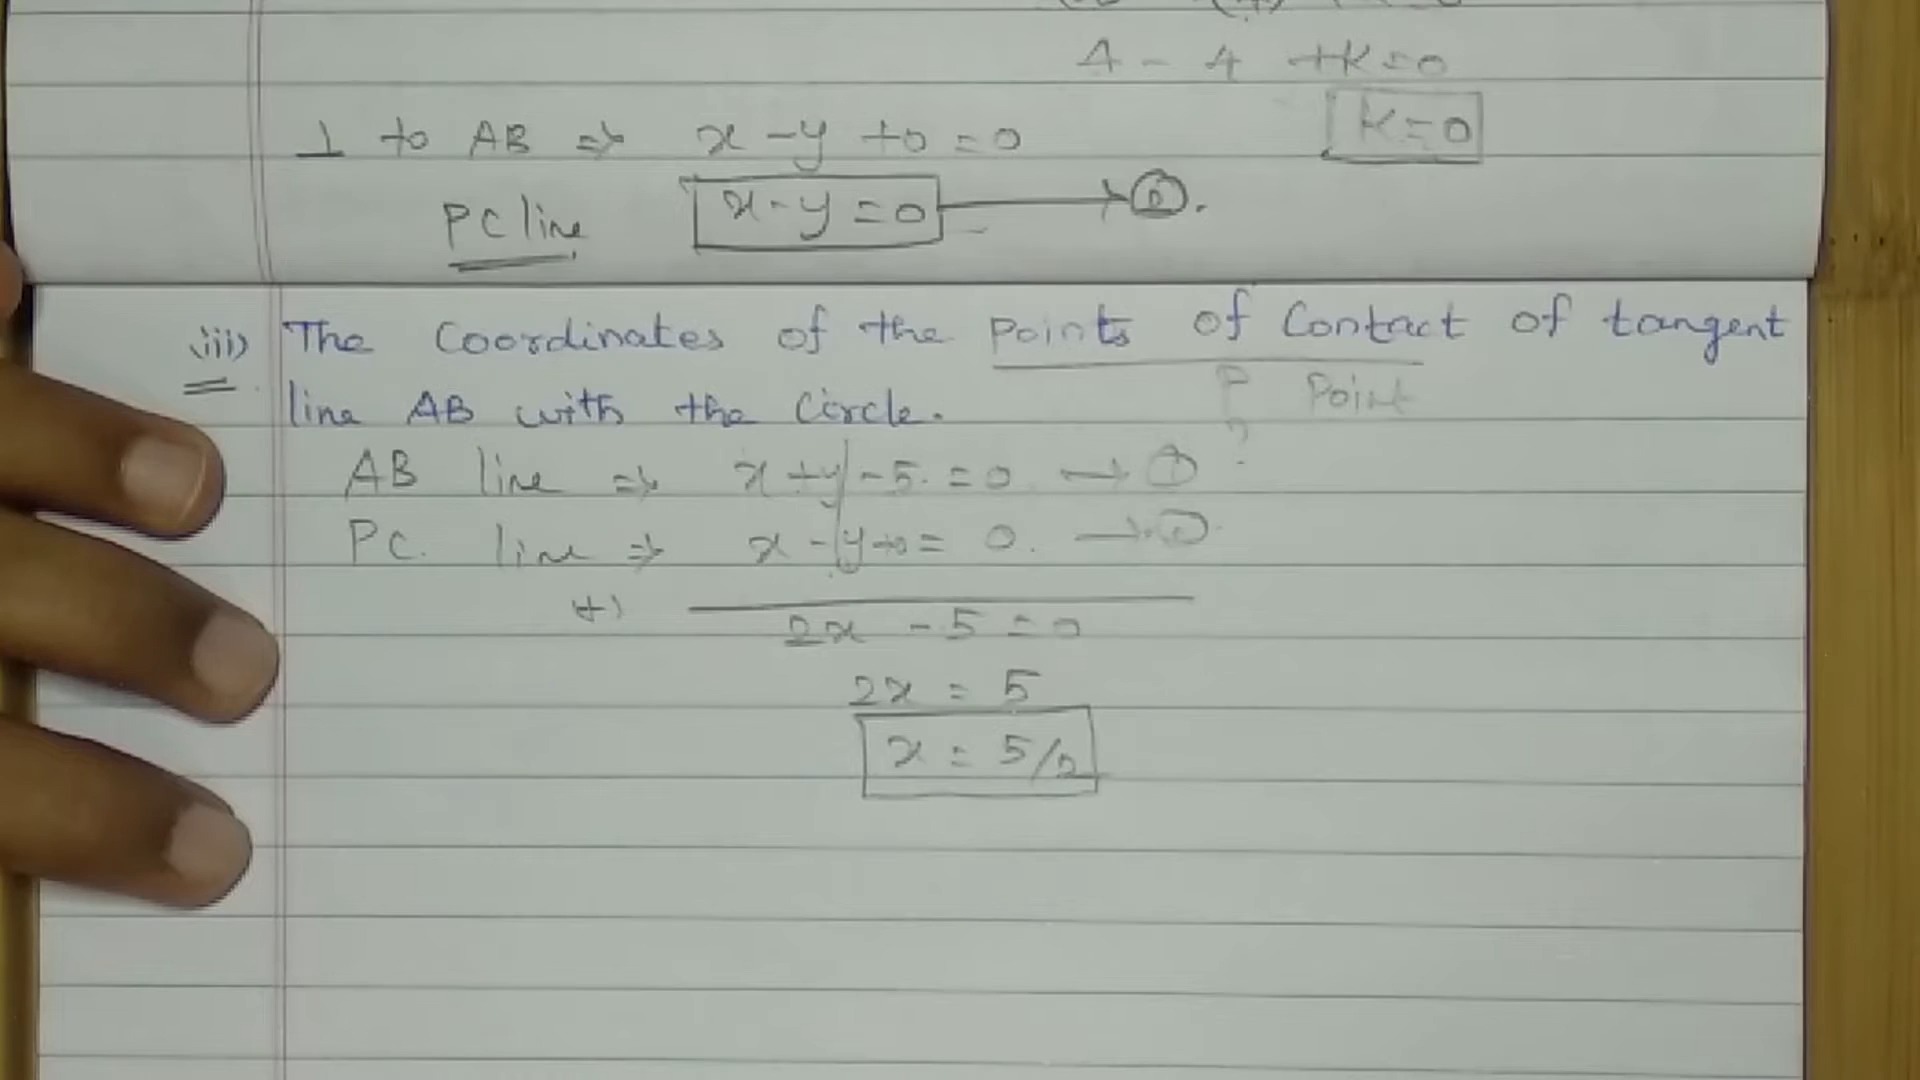 4 - 4 +k=0
k=0
⊥ to AB ⇒ x - y + 0 = 0
PC line x - y = 0 → ②.
iii) The Coordinates of the Points of Contact of tangent
P Point
line AB with the Circle.
?
AB line ⇒ x + y - 5 = 0 → ①
PC. line ⇒ x - y + 0 = 0. → ②
(+)
2x - 5 = 0
2x = 5
x = 5/2